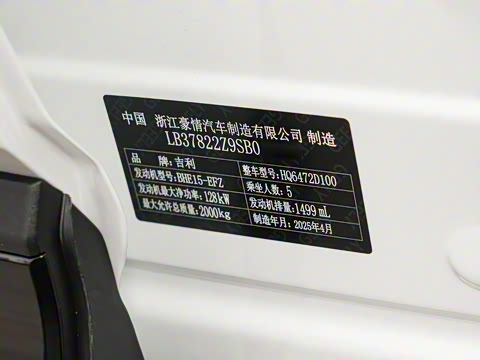 中国 浙江豪情汽车制造有限公司 制造
LB37822Z9SB0
品 牌:吉利 整车型号:HQ6472D100
发动机型号:BHE15-EFZ 乘坐人数:5
发动机最大净功率:128kW 发动机排量:1499 mL
最大允许总质量:2000kg 制造年月:2025年4月